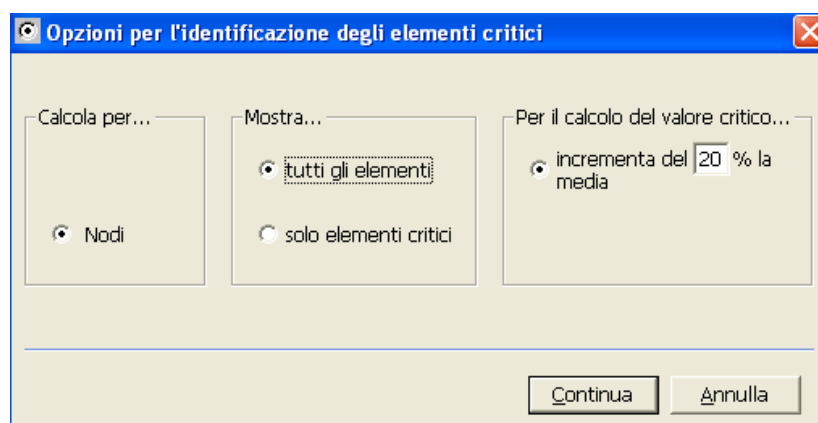 Opzioni per l'identificazione degli elementi critici
Calcola per...
Nodi
Mostra...
tutti gli elementi
solo elementi critici
Per il calcolo del valore critico...
incrementa del 20 % la
media
Continua
Annulla